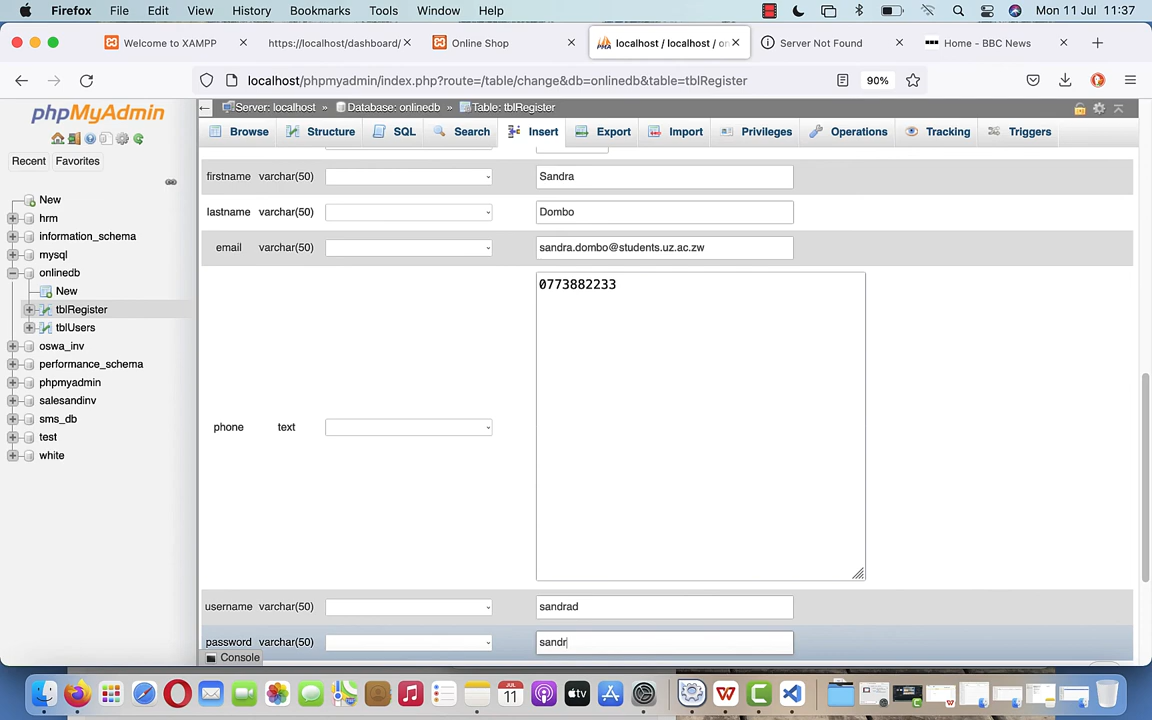 Firefox File Edit View History Bookmarks Tools Window Help Mon 11 Jul 11:37
Welcome to XAMPP https://localhost/dashboard/ Online Shop localhost / localhost / on Server Not Found Home - BBC News
localhost/phpmyadmin/index.php?route=/table/change&db=onlinedb&table=tblRegister 90%
phpMyAdmin
Recent Favorites
New
hrm
information_schema
mysql
onlinedb
New
tblRegister
tblUsers
oswa_inv
performance_schema
phpmyadmin
salesandinv
sms_db
test
white
Server: localhost » Database: onlinedb » Table: tblRegister
Browse Structure SQL Search Insert Export Import Privileges Operations Tracking Triggers
firstname varchar(50) Sandra
lastname varchar(50) Dombo
email varchar(50) sandra.dombo@students.uz.ac.zw
phone text 0773882233
username varchar(50) sandrad
password varchar(50) sandr
Console
JUL
11
tv